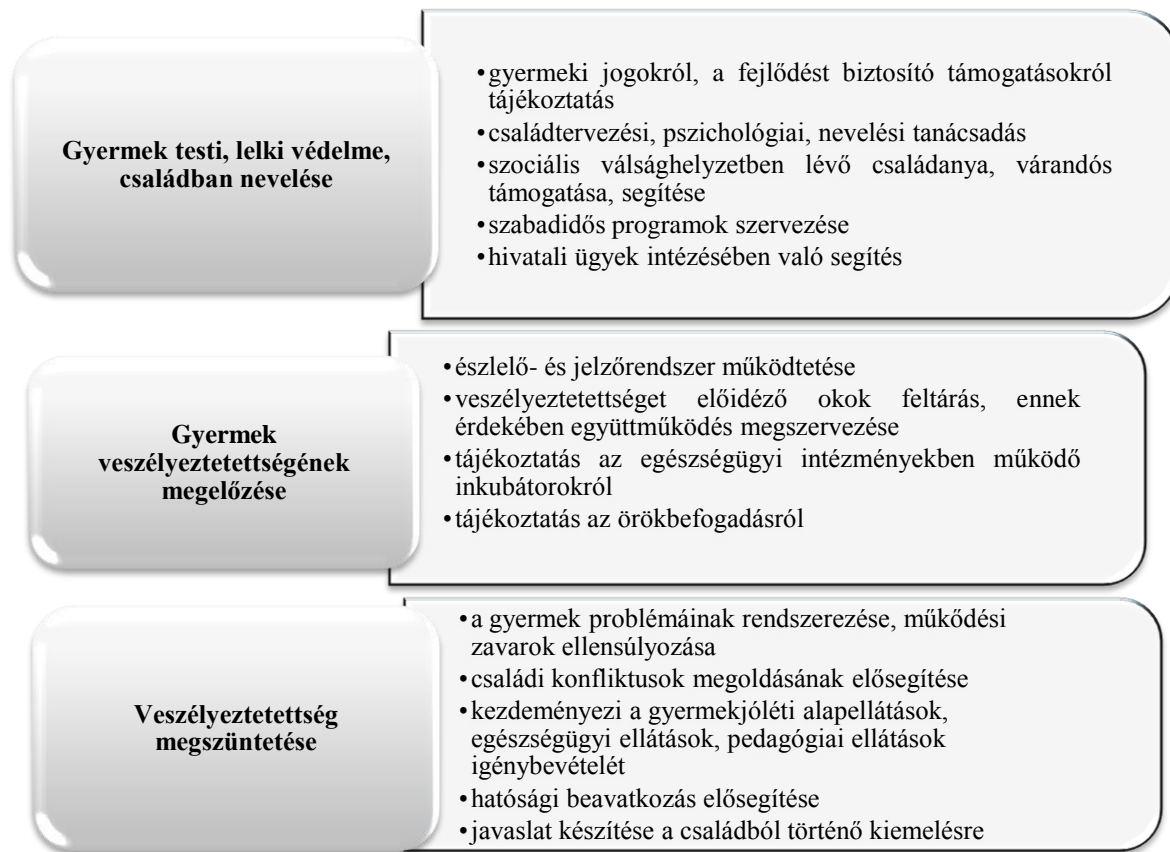 Gyermek testi, lelki védelme,
családban nevelése
•gyermeki jogokról, a fejlődést biztosító támogatásokról
tájékoztatás
•családtervezési, pszichológiai, nevelési tanácsadás
•szociális válsághelyzetben lévő családanya, várandós
támogatása, segítése
•szabadidős programok szervezése
•hivatali ügyek intézésében való segítés
Gyermek
veszélyeztetettségének
megelőzése
•észlelő- és jelzőrendszer működtetése
•veszélyeztetettséget előidéző okok feltárás, ennek
érdekében együttműködés megszervezése
•tájékoztatás az egészségügyi intézményekben működő
inkubátorokról
•tájékoztatás az örökbefogadásról
Veszélyeztetettség
megszüntetése
•a gyermek problémáinak rendszerezése, műkődési
zavarok ellensúlyozása
•családi konfliktusok megoldásának elősegítése
•kezdeményezi a gyermekjóléti alapellátások,
egészségügyi ellátások, pedagógiai ellátások
igénybevételét
•hatósági beavatkozás elősegítése
•javaslat készítése a családból történő kiemelésre